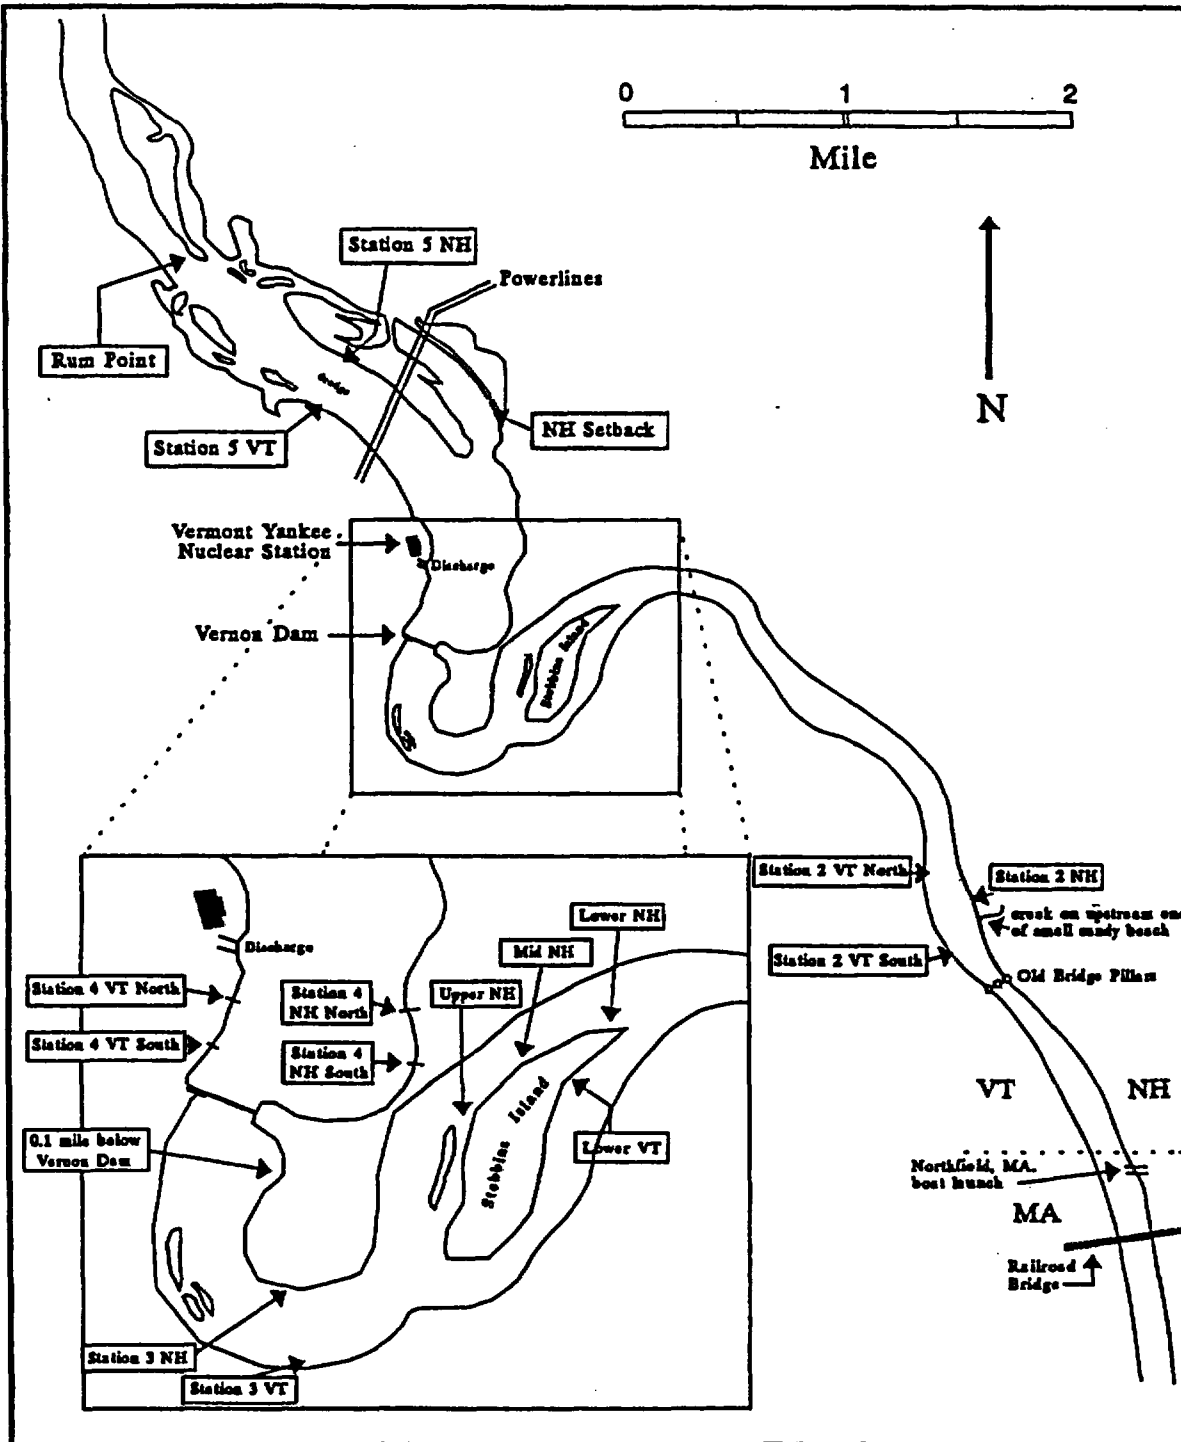 0 1 2
Mile
N
Station 5 NH
Powerlines
Rum Point
Station 5 VT
NH Setback
Vermont Yankee
Nuclear Station
Discharge
Vernon Dam
Stebbins Island
Station 2 VT North
Station 2 NH
creek on upstream end
of small sandy beach
Station 2 VT South
Old Bridge Pillars
VT
NH
Northfield, MA.
boat launch
MA
Railroad
Bridge
Lower NH
Mid NH
Upper NH
Discharge
Station 4 VT North
Station 4
NH North
Station 4 VT South
Station 4
NH South
Stebbins Island
0.1 mile below
Vernon Dam
Lower VT
Station 3 NH
Station 3 VT